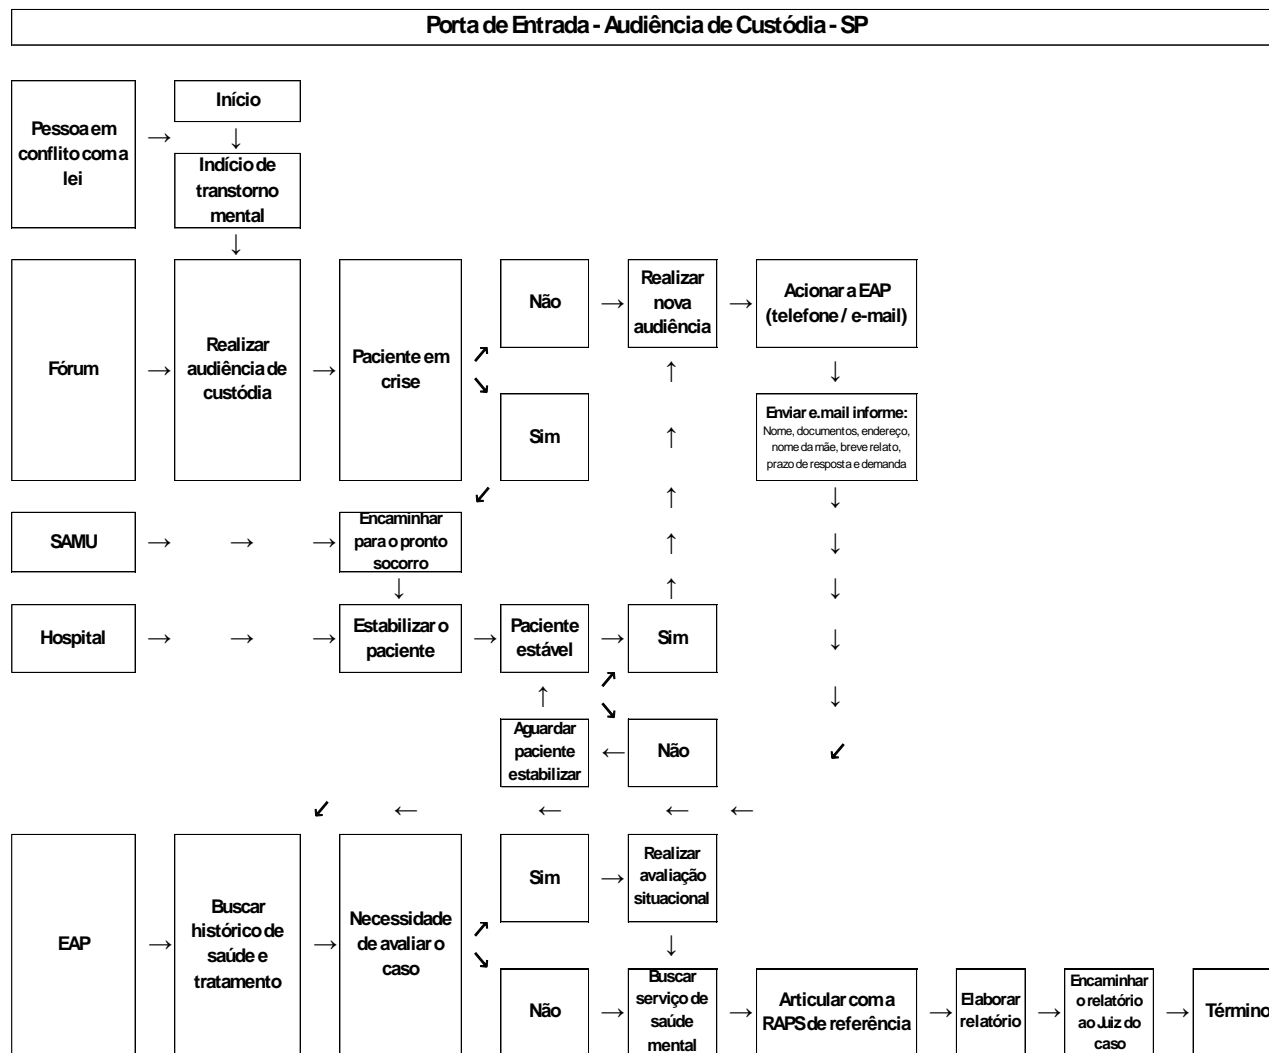 Porta de Entrada - Audiência de Custódia - SP
Início
Pessoa em
conflito com a
lei
Indício de
transtorno
mental
Fórum
Realizar
audiência de
custódia
Paciente em
crise
Não
Realizar
nova
audiência
Acionar a EAP
(telefone / e-mail)
Sim
Enviar e.mail informe:
Nome, documentos, endereço,
nome da mãe, breve relato,
prazo de resposta e demanda
SAMU
Encaminhar
para o pronto
socorro
Hospital
Estabilizar o
paciente
Paciente
estável
Sim
Aguardar
paciente
estabilizar
Não
EAP
Buscar
histórico de
saúde e
tratamento
Necessidade
de avaliar o
caso
Sim
Realizar
avaliação
situacional
Não
Buscar
serviço de
saúde
mental
Articular com a
RAPS de referência
Elaborar
relatório
Encaminhar
o relatório
ao Juiz do
caso
Término